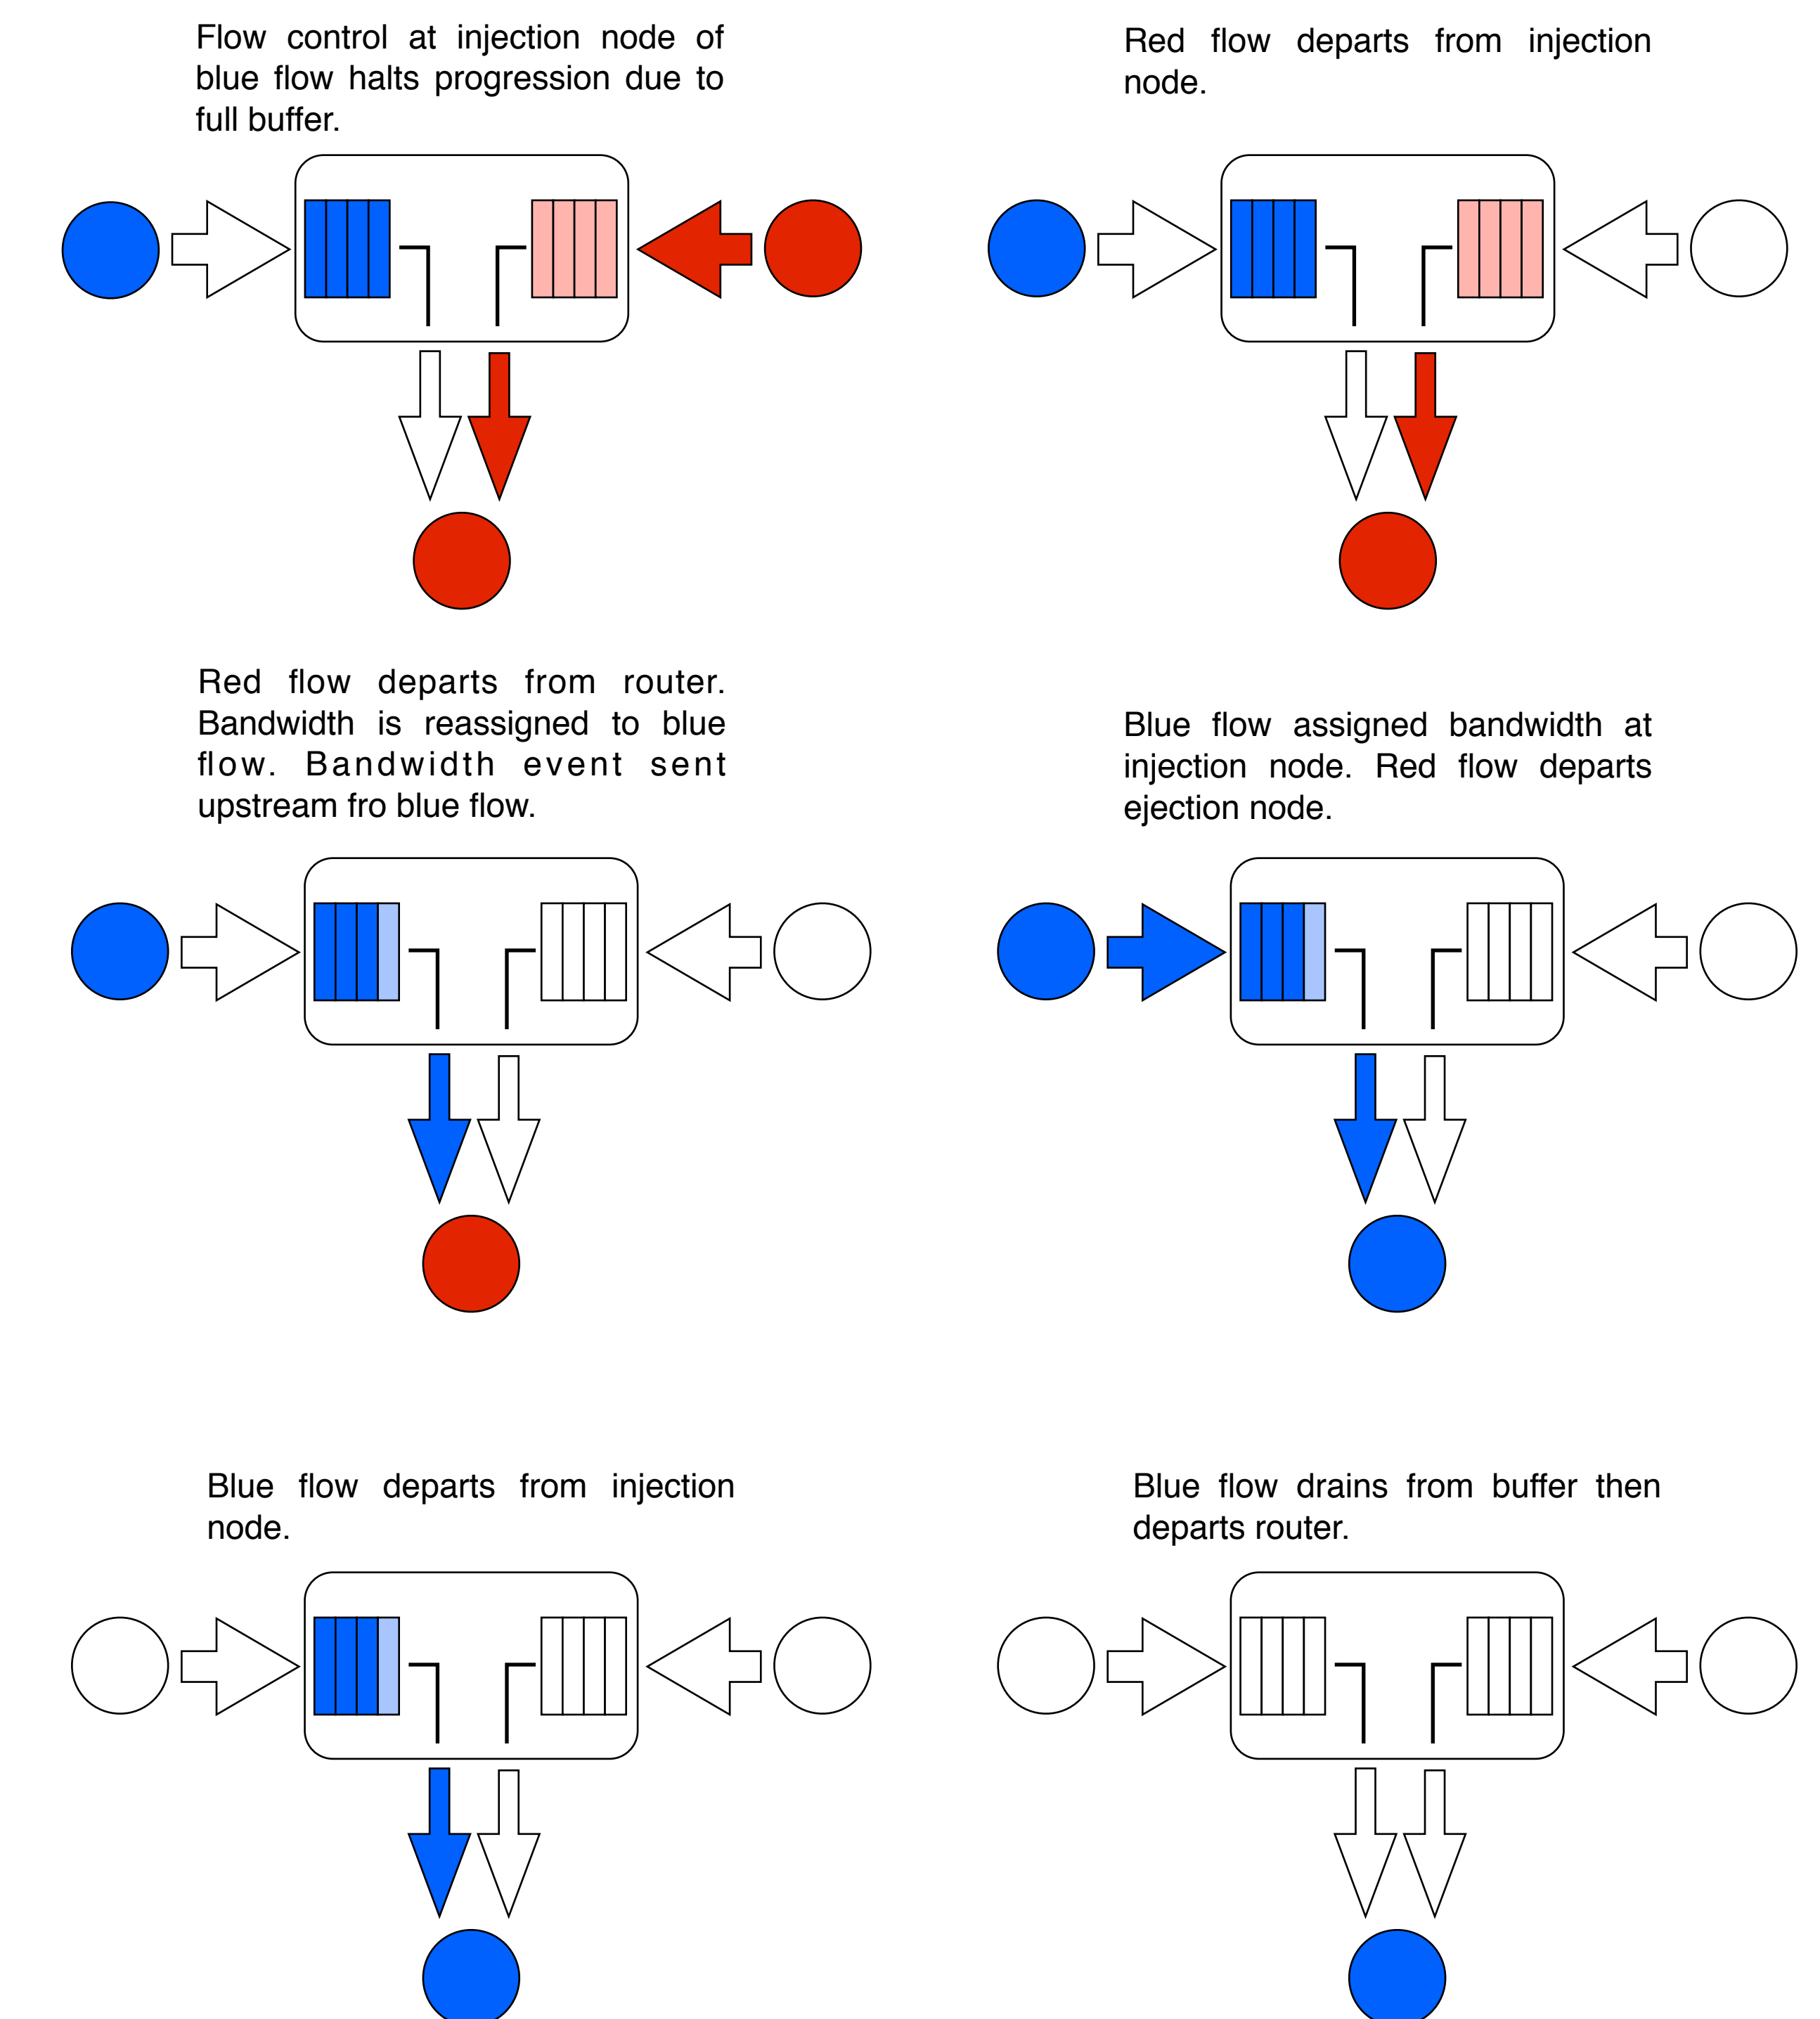 Flow control at injection node of
blue flow halts progression due to
full buffer.
Red flow departs from injection
node.
Red flow departs from router.
Bandwidth is reassigned to blue
flow. Bandwidth event sent
upstream fro blue flow.
Blue flow assigned bandwidth at
injection node. Red flow departs
ejection node.
Blue flow departs from injection
node.
Blue flow drains from buffer then
departs router.